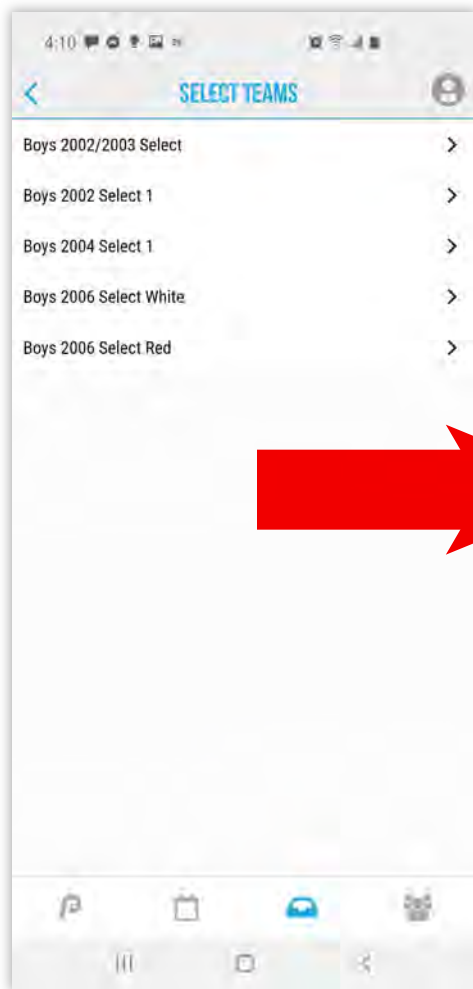 4:10
SELECT TEAMS
Boys 2002/2003 Select
Boys 2002 Select 1
Boys 2004 Select 1
Boys 2006 Select White
Boys 2006 Select Red